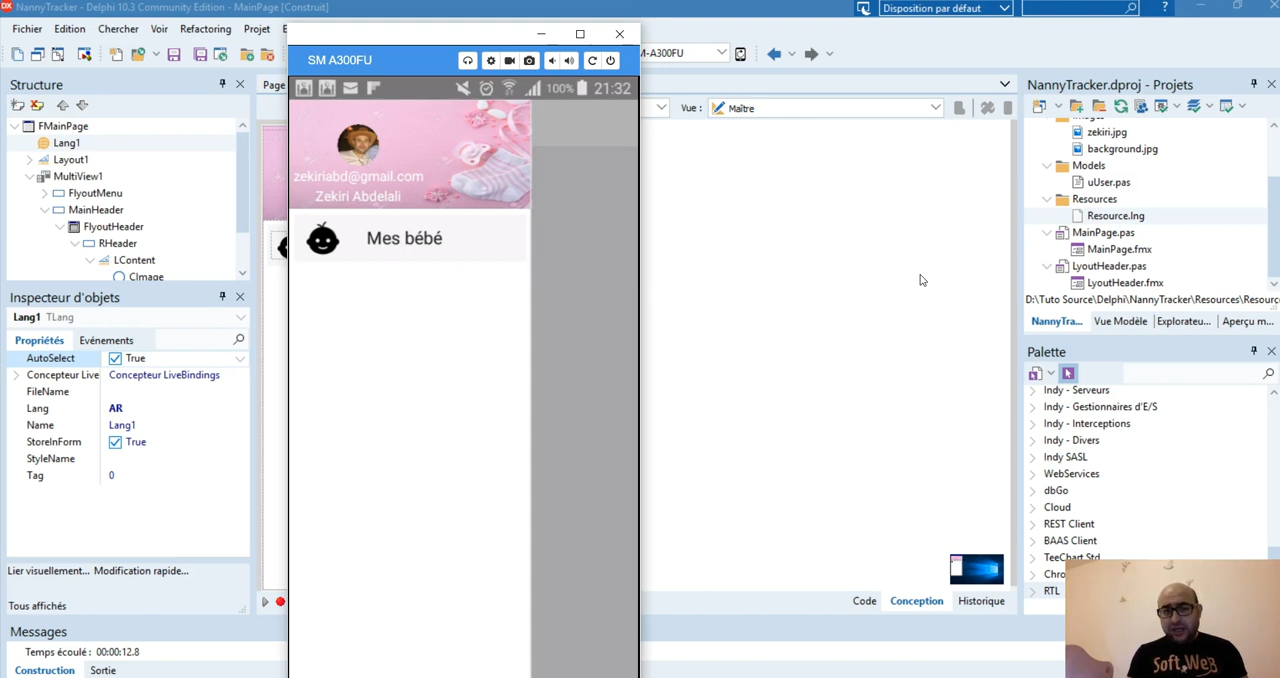 NannyTracker - Delphi 10.3 Community Edition - MainPage [Construit]
Disposition par défaut
Fichier Edition Chercher Voir Refactoring Projet
SM A300FU
M-A300FU
Structure
FMainPage
Lang1
Layout1
MultiView1
FlyoutMenu
MainHeader
FlyoutHeader
RHeader
LContent
CImage
Inspecteur d'objets
Lang1 TLang
Propriétés Evénements
AutoSelect True
Concepteur Live Concepteur LiveBindings
FileName
Lang AR
Name Lang1
StoreInForm True
StyleName
Tag 0
Lier visuellement... Modification rapide...
Tous affichés
Messages
Temps écoulé : 00:00:12.8
Construction Sortie
Page
100% 21:32
zekiriabd@gmail.com
Zekiri Abdelali
Mes bébé
Vue : Maître
Code Conception Historique
NannyTracker.dproj - Projets
zekiri.jpg
background.jpg
Models
uUser.pas
Resources
Resource.lng
MainPage.pas
MainPage.fmx
LyoutHeader.pas
LyoutHeader.fmx
D:\Tuto Source\Delphi\NannyTracker\Resources\Resourc
NannyTra... Vue Modèle Explorateu... Aperçu m...
Palette
Indy - Serveurs
Indy - Gestionnaires d'E/S
Indy - Interceptions
Indy - Divers
Indy SASL
WebServices
dbGo
Cloud
REST Client
BAAS Client
TeeChart Std
Chro
RTL
Soft Web